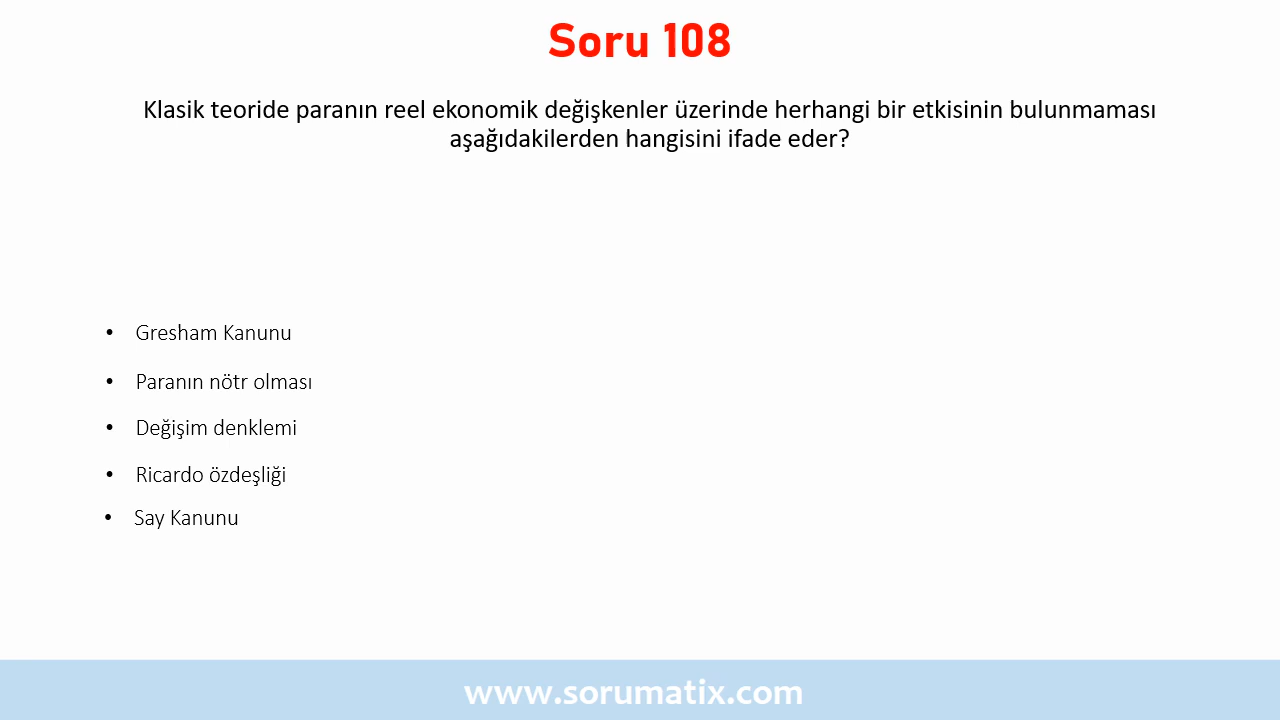 Soru 108
Klasik teoride paranın reel ekonomik değişkenler üzerinde herhangi bir etkisinin bulunmaması
aşağıdakilerden hangisini ifade eder?
• Gresham Kanunu
• Paranın nötr olması
• Değişim denklemi
• Ricardo özdeşliği
• Say Kanunu
www.sorumatix.com